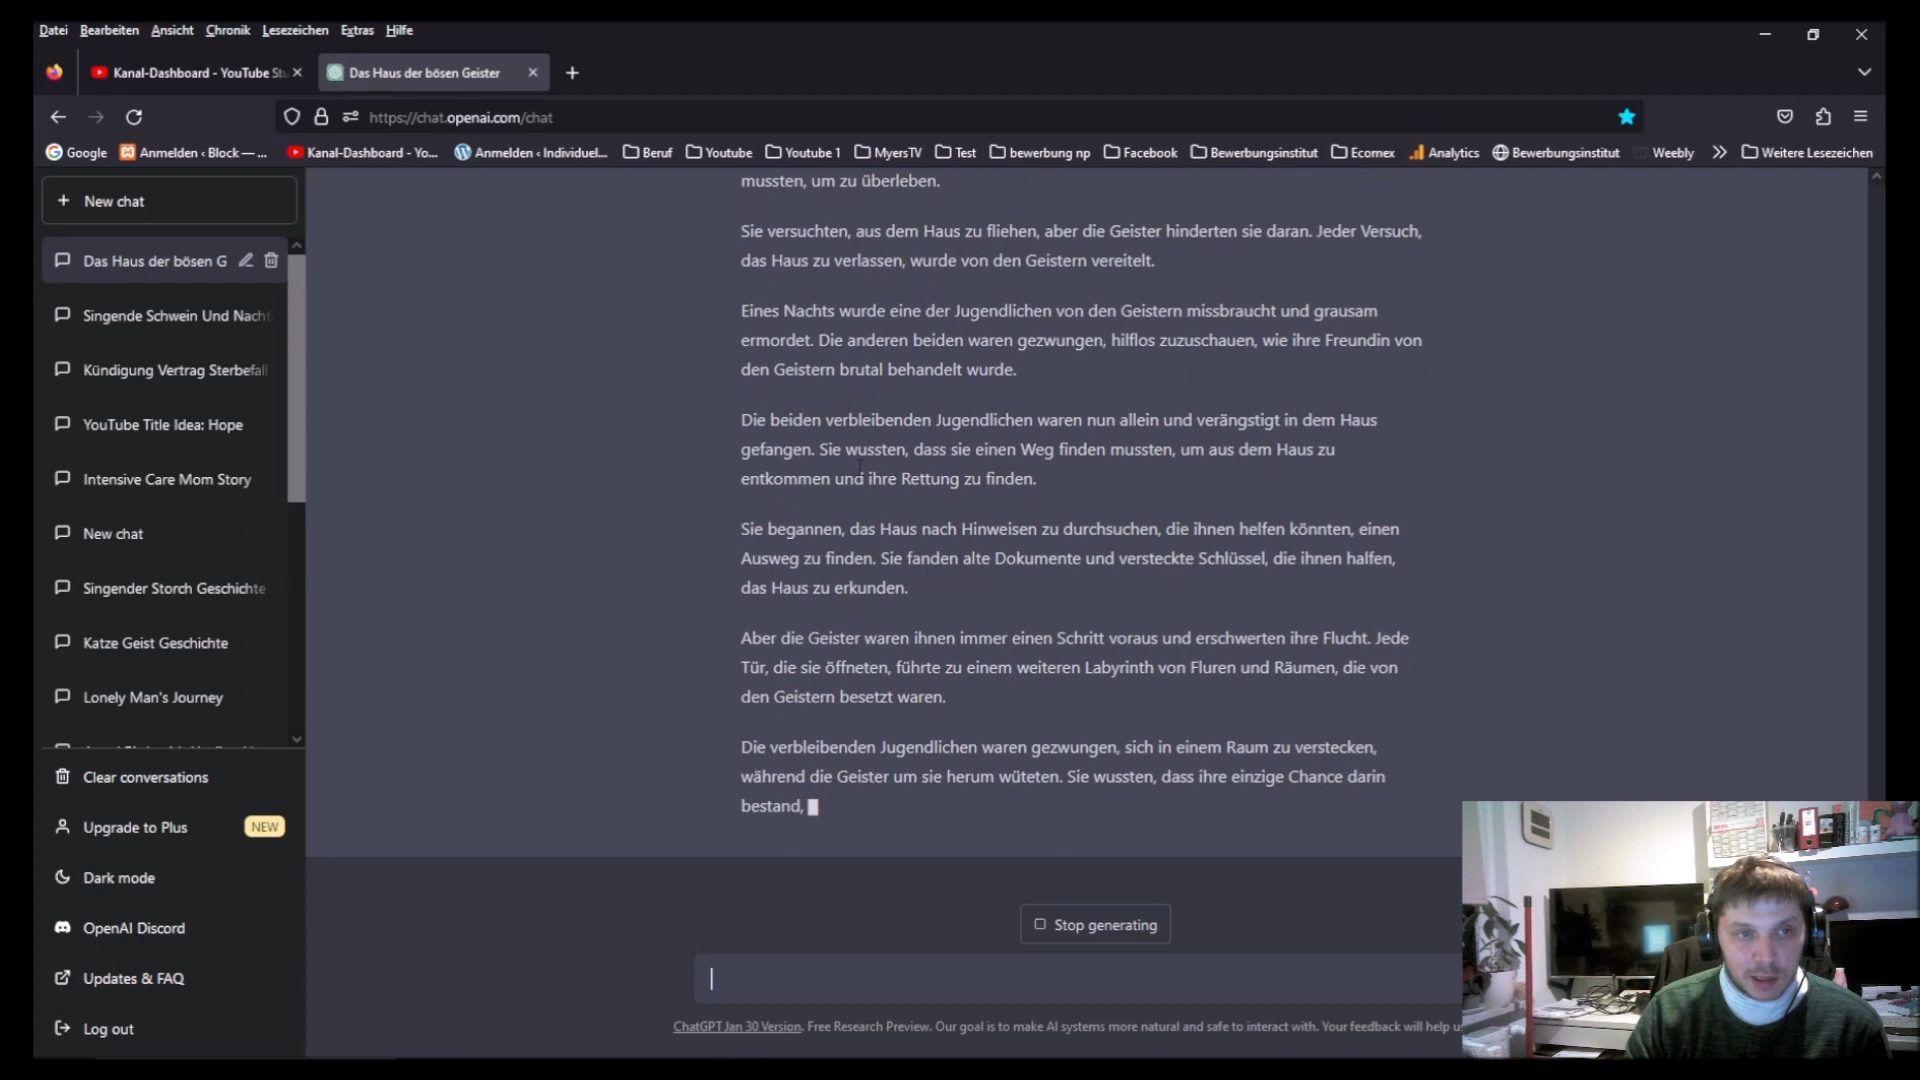 Datei Bearbeiten Ansicht Chronik Lesezeichen Extras Hilfe
Kanal-Dashboard - YouTube Stu
Das Haus der bösen Geister
https://chat.openai.com/chat
Google
Anmelden ‹ Block — ...
Kanal-Dashboard - Yo...
Anmelden ‹ Individuel...
Beruf
Youtube
Youtube 1
MyersTV
Test
bewerbung np
Facebook
Bewerbungsinstitut
Ecomex
Analytics
Bewerbungsinstitut
Weebly
Weitere Lesezeichen
+ New chat
Das Haus der bösen G
Singende Schwein Und Nacht
Kündigung Vertrag Sterbefall
YouTube Title Idea: Hope
Intensive Care Mom Story
New chat
Singender Storch Geschichte
Katze Geist Geschichte
Lonely Man's Journey
Clear conversations
Upgrade to Plus NEW
Dark mode
OpenAI Discord
Updates & FAQ
Log out
mussten, um zu überleben.
Sie versuchten, aus dem Haus zu fliehen, aber die Geister hinderten sie daran. Jeder Versuch,
das Haus zu verlassen, wurde von den Geistern vereitelt.
Eines Nachts wurde eine der Jugendlichen von den Geistern missbraucht und grausam
ermordet. Die anderen beiden waren gezwungen, hilflos zuzuschauen, wie ihre Freundin von
den Geistern brutal behandelt wurde.
Die beiden verbleibenden Jugendlichen waren nun allein und verängstigt in dem Haus
gefangen. Sie wussten, dass sie einen Weg finden mussten, um aus dem Haus zu
entkommen und ihre Rettung zu finden.
Sie begannen, das Haus nach Hinweisen zu durchsuchen, die ihnen helfen könnten, einen
Ausweg zu finden. Sie fanden alte Dokumente und versteckte Schlüssel, die ihnen halfen,
das Haus zu erkunden.
Aber die Geister waren ihnen immer einen Schritt voraus und erschwerten ihre Flucht. Jede
Tür, die sie öffneten, führte zu einem weiteren Labyrinth von Fluren und Räumen, die von
den Geistern besetzt waren.
Die verbleibenden Jugendlichen waren gezwungen, sich in einem Raum zu verstecken,
während die Geister um sie herum wüteten. Sie wussten, dass ihre einzige Chance darin
bestand,
Stop generating
ChatGPT Jan 30 Version. Free Research Preview. Our goal is to make AI systems more natural and safe to interact with. Your feedback will help u